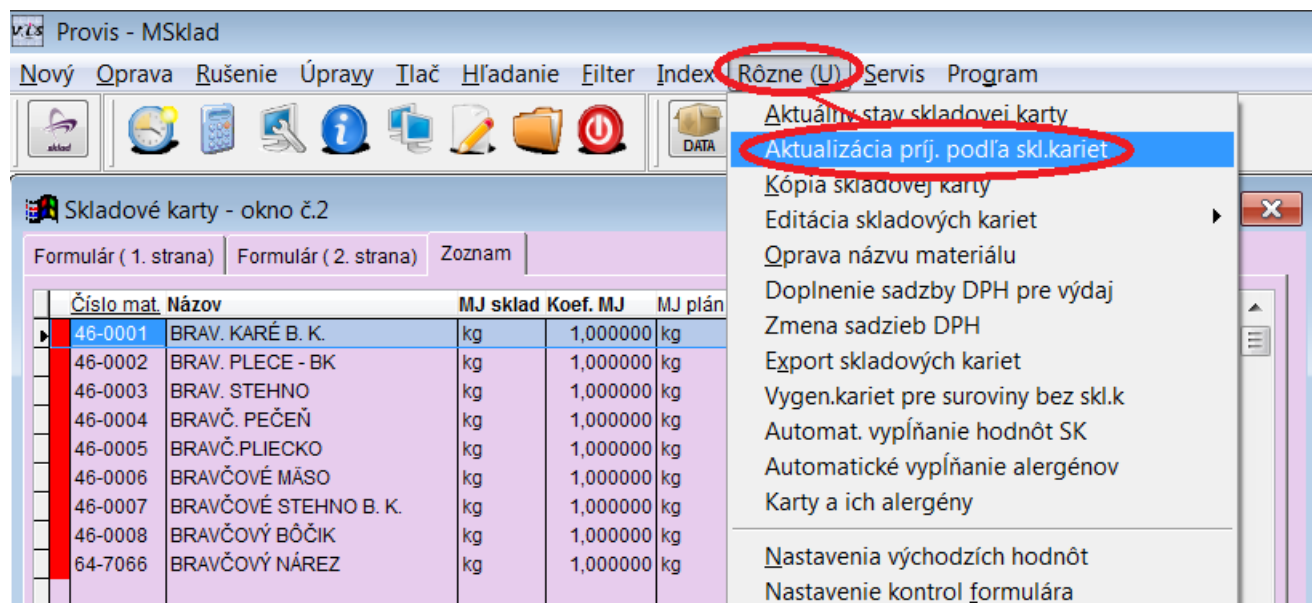 vis Provis - MSklad
Nový Oprava Rušenie Úpravy Tlač Hľadanie Filter Index Rôzne (U) Servis Program
sklad DATA
Aktuálny stav skladovej karty
Aktualizácia príj. podľa skl.kariet
Kópia skladovej karty
Editácia skladových kariet
Oprava názvu materiálu
Doplnenie sadzby DPH pre výdaj
Zmena sadzieb DPH
Export skladových kariet
Vygen.kariet pre suroviny bez skl.k
Automat. vypĺňanie hodnôt SK
Automatické vypĺňanie alergénov
Karty a ich alergény
Nastavenia východzích hodnôt
Nastavenie kontrol formulára
Skladové karty - okno č.2
Formulár ( 1. strana) Formulár ( 2. strana) Zoznam
Číslo mat. Názov MJ sklad Koef. MJ MJ plán
46-0001 BRAV. KARÉ B. K. kg 1,000000 kg
46-0002 BRAV. PLECE - BK kg 1,000000 kg
46-0003 BRAV. STEHNO kg 1,000000 kg
46-0004 BRAVČ. PEČEŇ kg 1,000000 kg
46-0005 BRAVČ.PLIECKO kg 1,000000 kg
46-0006 BRAVČOVÉ MÄSO kg 1,000000 kg
46-0007 BRAVČOVÉ STEHNO B. K. kg 1,000000 kg
46-0008 BRAVČOVÝ BÔČIK kg 1,000000 kg
64-7066 BRAVČOVÝ NÁREZ kg 1,000000 kg